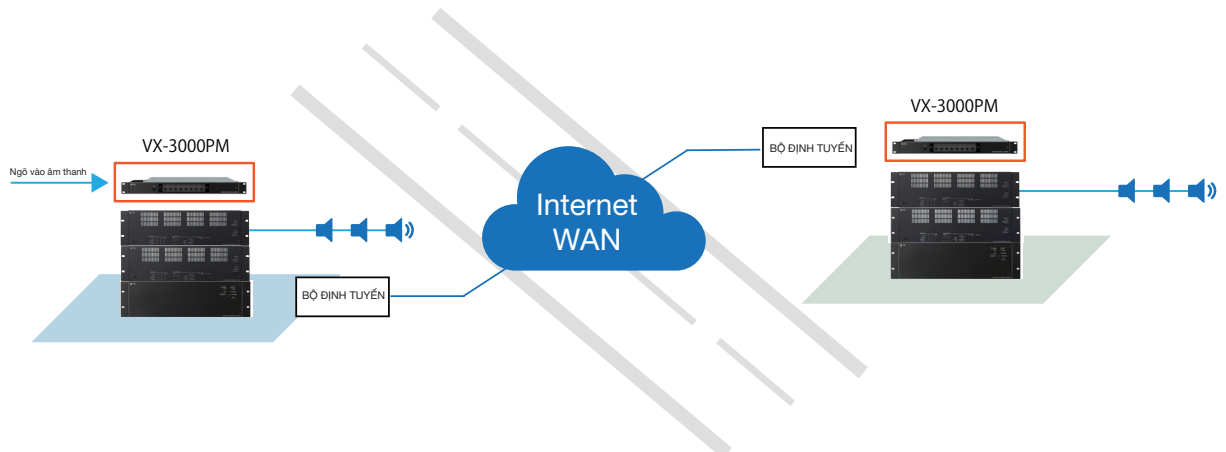 VX-3000PM
Ngõ vào âm thanh
BỘ ĐỊNH TUYẾN
Internet
WAN
BỘ ĐỊNH TUYẾN
VX-3000PM